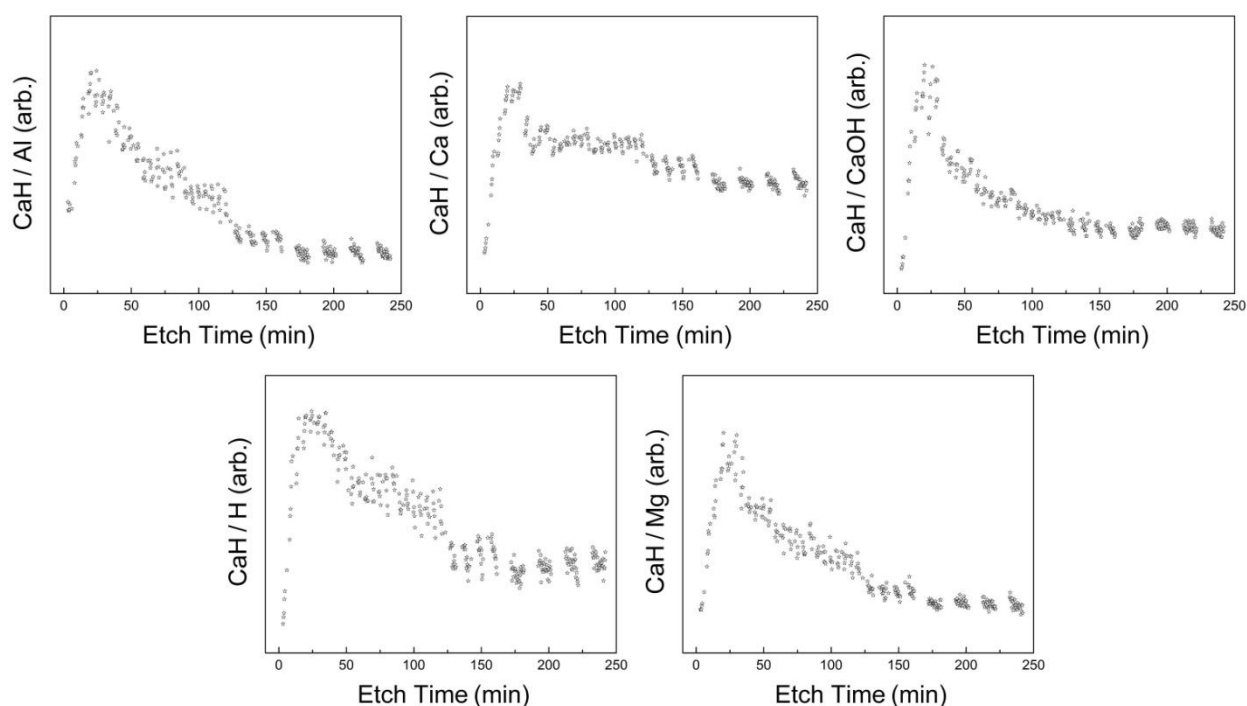 CaH / Al (arb.)
0 50 100 150 200 250
Etch Time (min)
CaH / Ca (arb.)
0 50 100 150 200 250
Etch Time (min)
CaH / CaOH (arb.)
0 50 100 150 200 250
Etch Time (min)
CaH / H (arb.)
0 50 100 150 200 250
Etch Time (min)
CaH / Mg (arb.)
0 50 100 150 200 250
Etch Time (min)